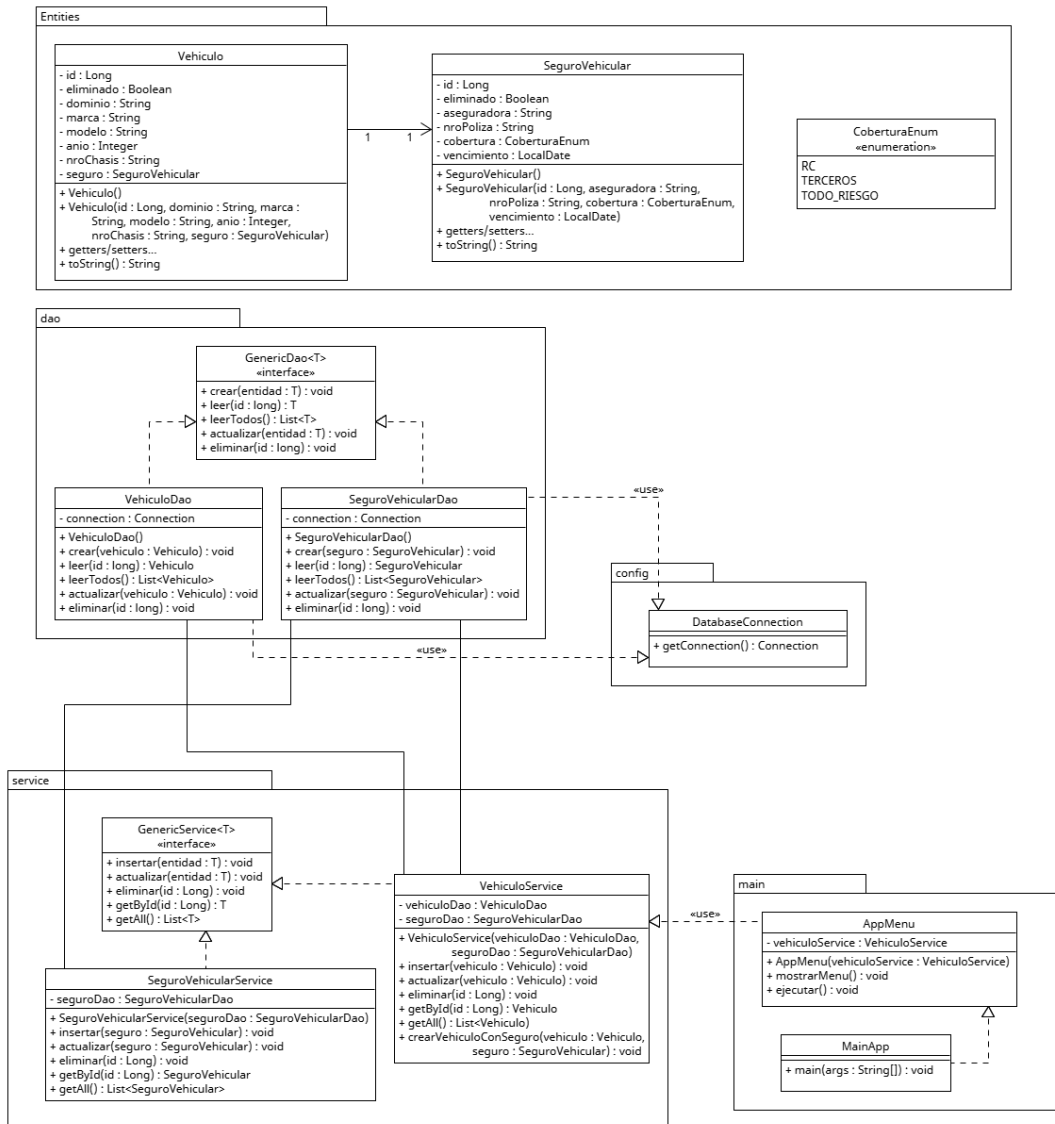 Entities
Vehiculo
- id : Long
- eliminado : Boolean
- dominio : String
- marca : String
- modelo : String
- anio : Integer
- nroChasis : String
- seguro : SeguroVehicular
+ Vehiculo()
+ Vehiculo(id : Long, dominio : String, marca :
String, modelo : String, anio : Integer,
nroChasis : String, seguro : SeguroVehicular)
+ getters/setters...
+ toString() : String
1
1
SeguroVehicular
- id : Long
- eliminado : Boolean
- aseguradora : String
- nroPoliza : String
- cobertura : CoberturaEnum
- vencimiento : LocalDate
+ SeguroVehicular()
+ SeguroVehicular(id : Long, aseguradora : String,
nroPoliza : String, cobertura : CoberturaEnum,
vencimiento : LocalDate)
+ getters/setters...
+ toString() : String
CoberturaEnum
«enumeration»
RC
TERCEROS
TODO_RIESGO
dao
GenericDao<T>
«interface»
+ crear(entidad : T) : void
+ leer(id : long) : T
+ leerTodos() : List<T>
+ actualizar(entidad : T) : void
+ eliminar(id : long) : void
VehiculoDao
- connection : Connection
+ VehiculoDao()
+ crear(vehiculo : Vehiculo) : void
+ leer(id : long) : Vehiculo
+ leerTodos() : List<Vehiculo>
+ actualizar(vehiculo : Vehiculo) : void
+ eliminar(id : long) : void
SeguroVehicularDao
- connection : Connection
+ SeguroVehicularDao()
+ crear(seguro : SeguroVehicular) : void
+ leer(id : long) : SeguroVehicular
+ leerTodos() : List<SeguroVehicular>
+ actualizar(seguro : SeguroVehicular) : void
+ eliminar(id : long) : void
«use»
«use»
config
DatabaseConnection
+ getConnection() : Connection
service
GenericService<T>
«interface»
+ insertar(entidad : T) : void
+ actualizar(entidad : T) : void
+ eliminar(id : Long) : void
+ getById(id : Long) : T
+ getAll() : List<T>
SeguroVehicularService
- seguroDao : SeguroVehicularDao
+ SeguroVehicularService(seguroDao : SeguroVehicularDao)
+ insertar(seguro : SeguroVehicular) : void
+ actualizar(seguro : SeguroVehicular) : void
+ eliminar(id : Long) : void
+ getById(id : Long) : SeguroVehicular
+ getAll() : List<SeguroVehicular>
VehiculoService
- vehiculoDao : VehiculoDao
- seguroDao : SeguroVehicularDao
+ VehiculoService(vehiculoDao : VehiculoDao,
seguroDao : SeguroVehicularDao)
+ insertar(vehiculo : Vehiculo) : void
+ actualizar(vehiculo : Vehiculo) : void
+ eliminar(id : Long) : void
+ getById(id : Long) : Vehiculo
+ getAll() : List<Vehiculo)
+ crearVehiculoConSeguro(vehiculo : Vehiculo,
seguro : SeguroVehicular) : void
«use»
main
AppMenu
- vehiculoService : VehiculoService
+ AppMenu(vehiculoService : VehiculoService)
+ mostrarMenu() : void
+ ejecutar() : void
MainApp
+ main(args : String[]) : void